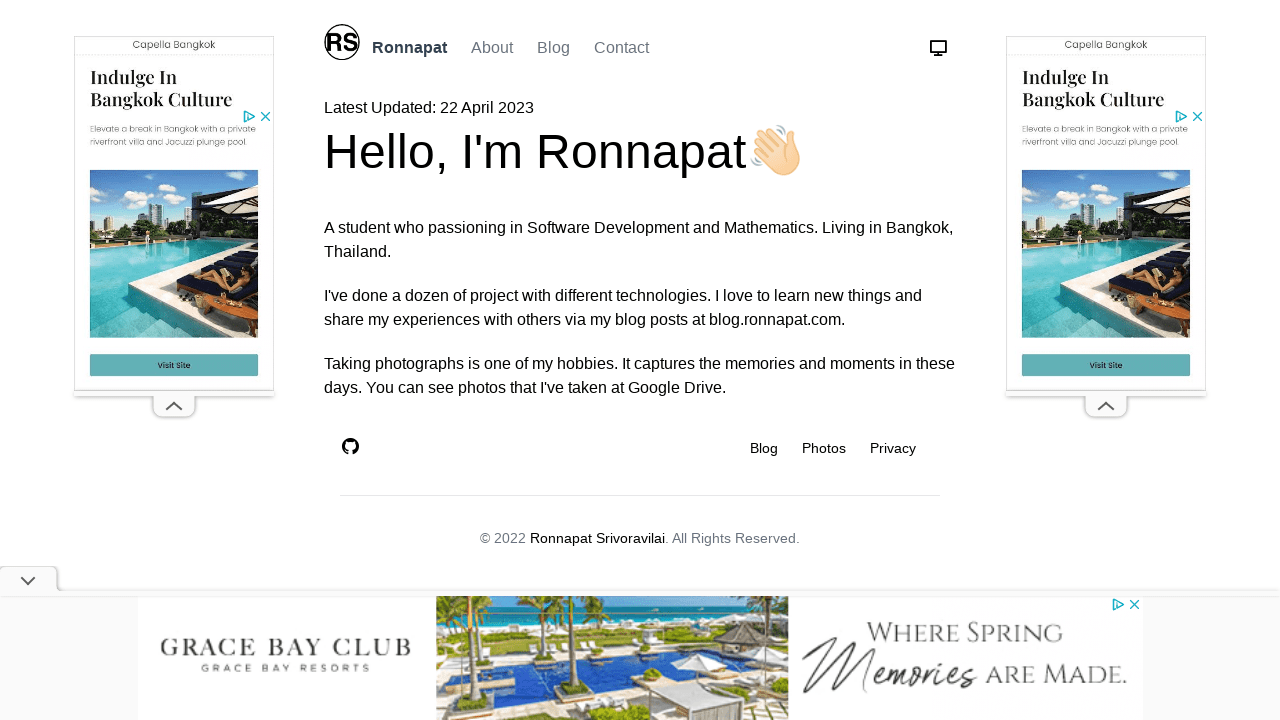 RS
Ronnapat
About
Blog
Contact
Latest Updated: 22 April 2023
Hello, I'm Ronnapat
A student who passioning in Software Development and Mathematics. Living in Bangkok,
Thailand.
I've done a dozen of project with different technologies. I love to learn new things and
share my experiences with others via my blog posts at blog.ronnapat.com.
Taking photographs is one of my hobbies. It captures the memories and moments in these
days. You can see photos that I've taken at Google Drive.
Blog
Photos
Privacy
© 2022 Ronnapat Srivoravilai. All Rights Reserved.
Capella Bangkok
Indulge In
Bangkok Culture
Elevate a break in Bangkok with a private
riverfront villa and Jacuzzi plunge pool.
Visit Site
Capella Bangkok
Indulge In
Bangkok Culture
Elevate a break in Bangkok with a private
riverfront villa and Jacuzzi plunge pool.
Visit Site
GRACE BAY CLUB
GRACE BAY RESORTS
WHERE SPRING
Memories ARE MADE.